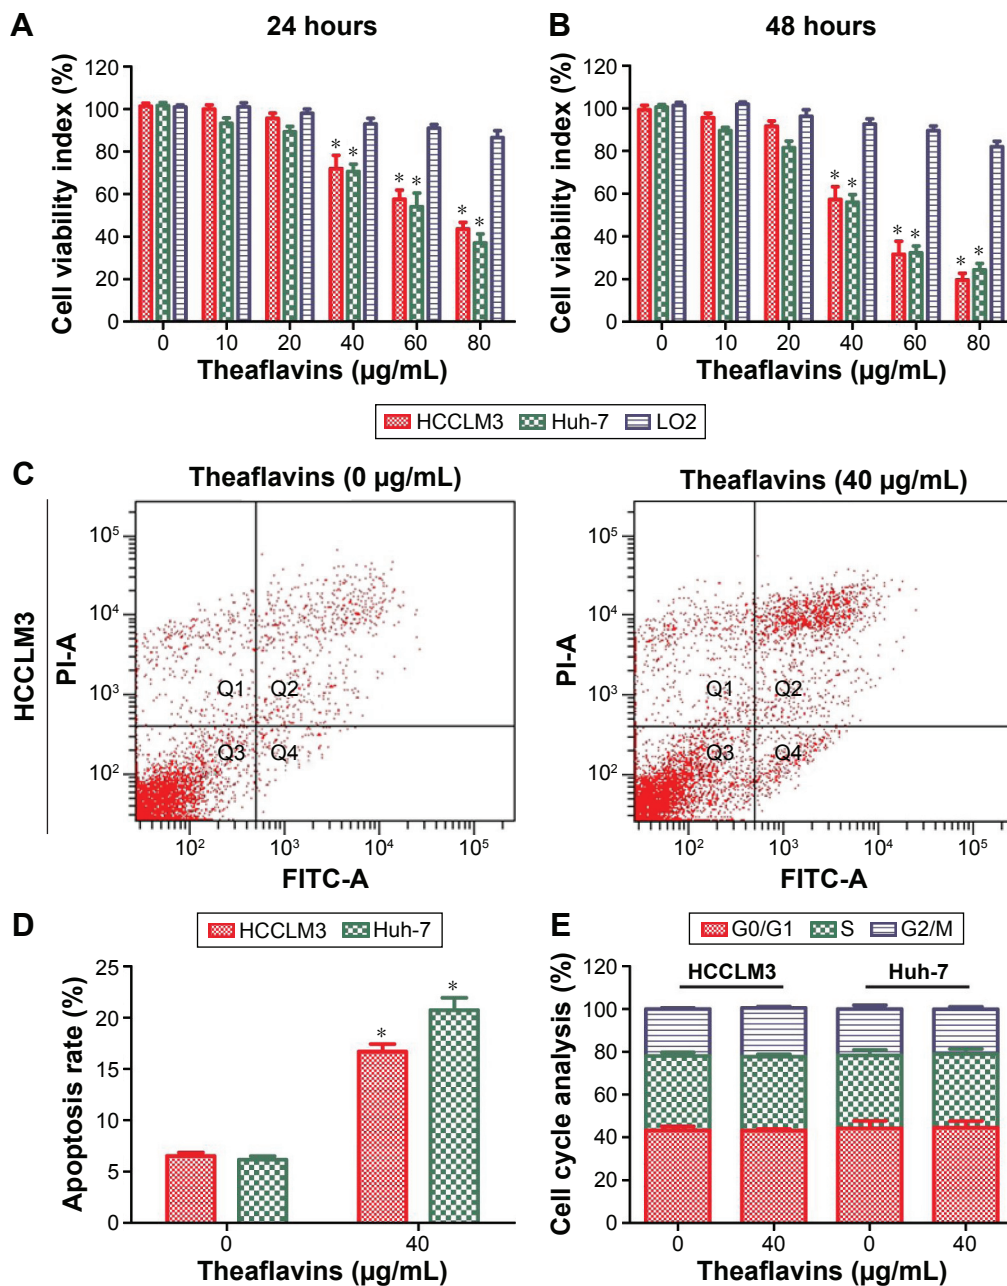 A
24 hours
Cell viability index (%)
120
100
80
60
40
20
0
* * * * * *
0 10 20 40 60 80
Theaflavins (µg/mL)
B
48 hours
Cell viability index (%)
120
100
80
60
40
20
0
* * * * * *
0 10 20 40 60 80
Theaflavins (µg/mL)
HCCLM3 Huh-7 LO2
C
HCCLM3
Theaflavins (0 µg/mL)
PI-A
10⁵
10⁴
10³
10²
Q1 Q2
Q3 Q4
10² 10³ 10⁴ 10⁵
FITC-A
Theaflavins (40 µg/mL)
PI-A
10⁵
10⁴
10³
10²
Q1 Q2
Q3 Q4
10² 10³ 10⁴ 10⁵
FITC-A
D
HCCLM3 Huh-7
Apoptosis rate (%)
25
20
15
10
5
0
* *
0 40
Theaflavins (µg/mL)
E
G0/G1 S G2/M
Cell cycle analysis (%)
120
100
80
60
40
20
0
HCCLM3 Huh-7
0 40 0 40
Theaflavins (µg/mL)